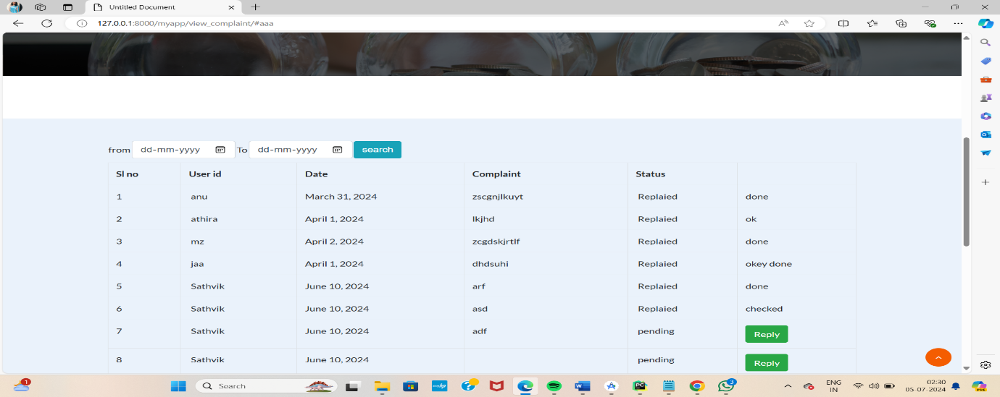 Untitled Document
127.0.0.1:8000/myapp/view_complaint/#aaa
from dd-mm-yyyy To dd-mm-yyyy search
Sl no User id Date Complaint Status
1 anu March 31, 2024 zscgnjlkuyt Replaied done
2 athira April 1, 2024 lkjhd Replaied ok
3 mz April 2, 2024 zcgdskjrtlf Replaied done
4 jaa April 1, 2024 dhdsuhi Replaied okey done
5 Sathvik June 10, 2024 arf Replaied done
6 Sathvik June 10, 2024 asd Replaied checked
7 Sathvik June 10, 2024 adf pending Reply
8 Sathvik June 10, 2024 pending Reply
1 Search 3 ENG 02:30
IN 05-07-2024